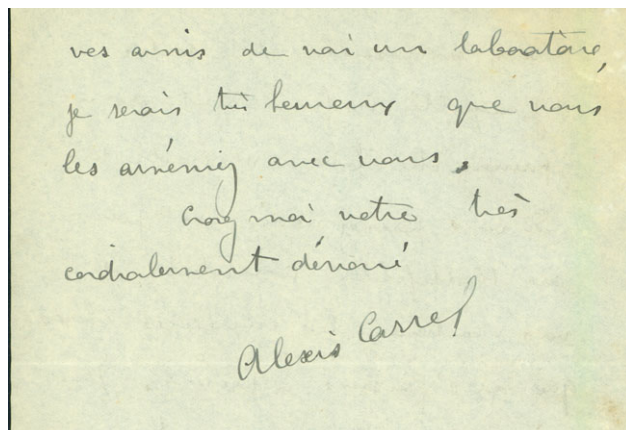 vos amis de voir un laboratoire,
je serais très heureux que vous
les ameniez avec vous.
Croyez moi votre très
cordialement dévoué
Alexis Carrel